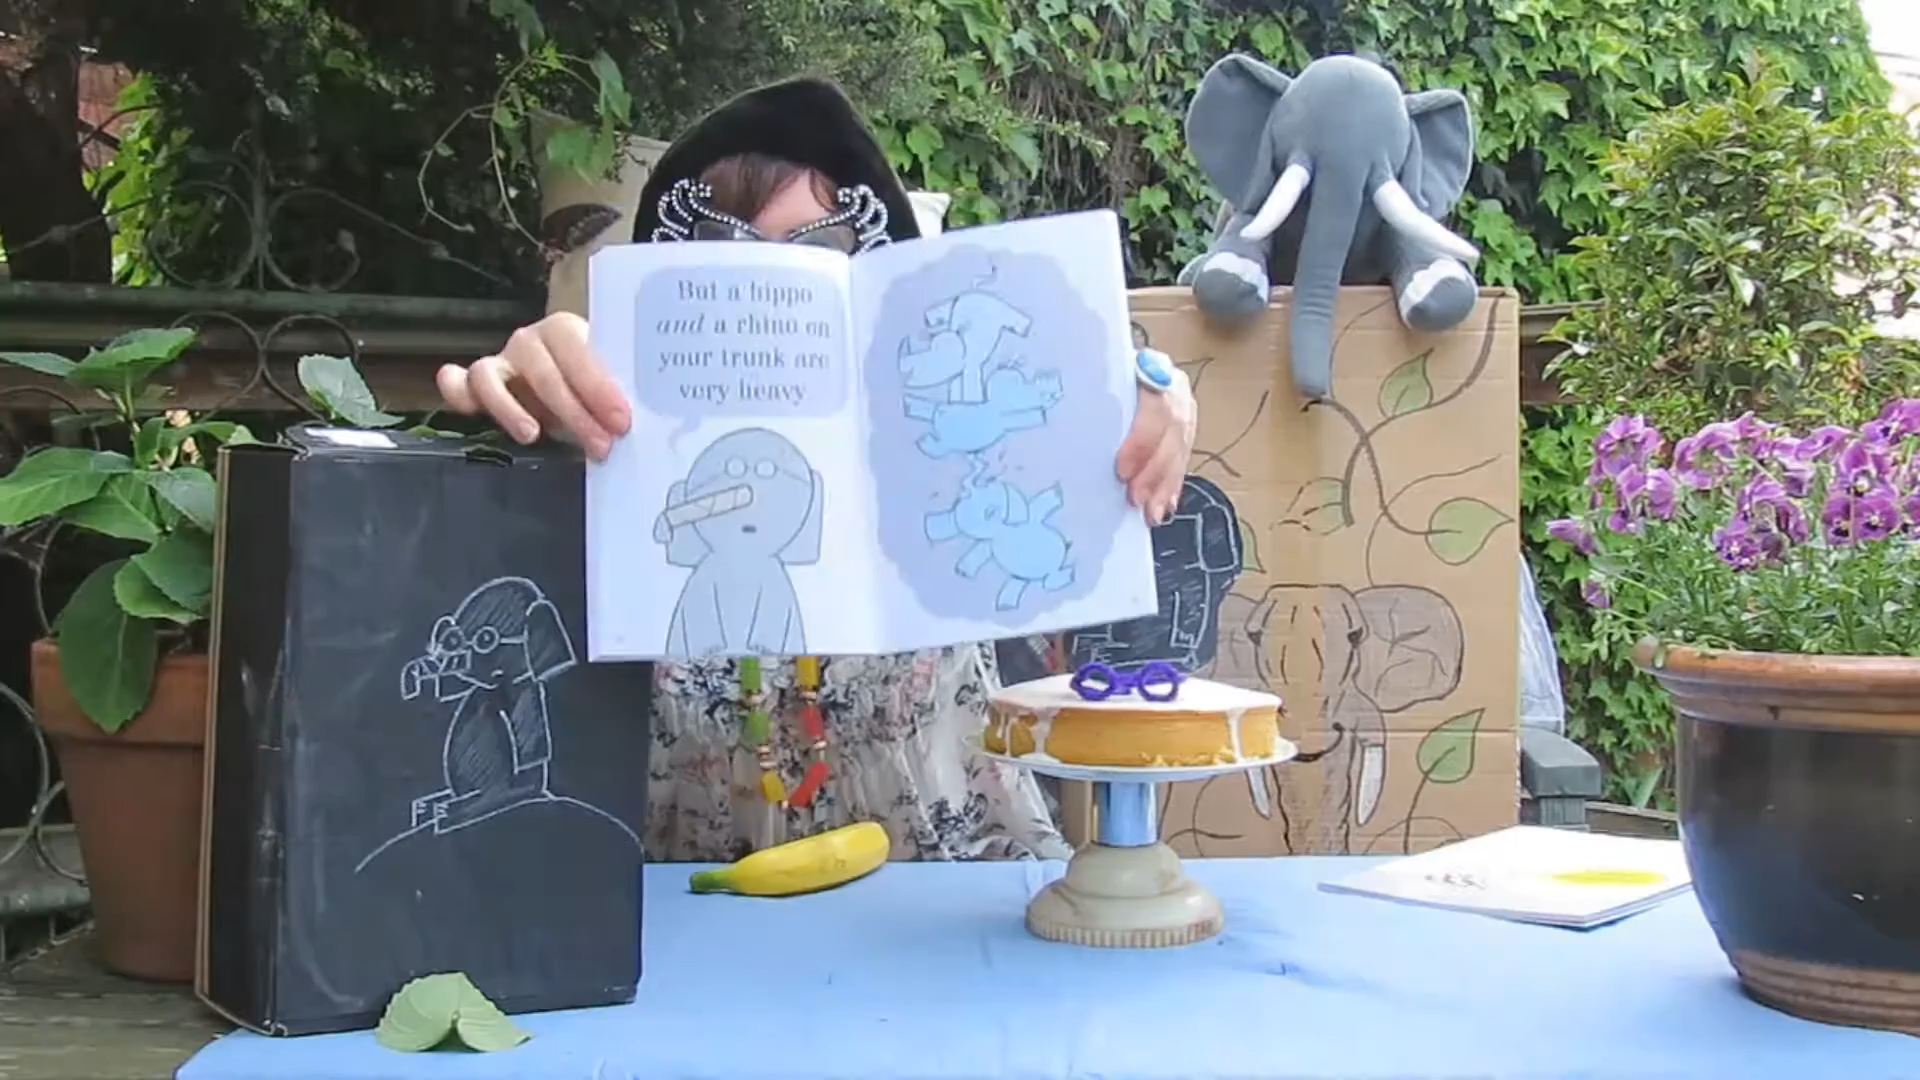 But a hippo
and a rhino on
your trunk are
very heavy